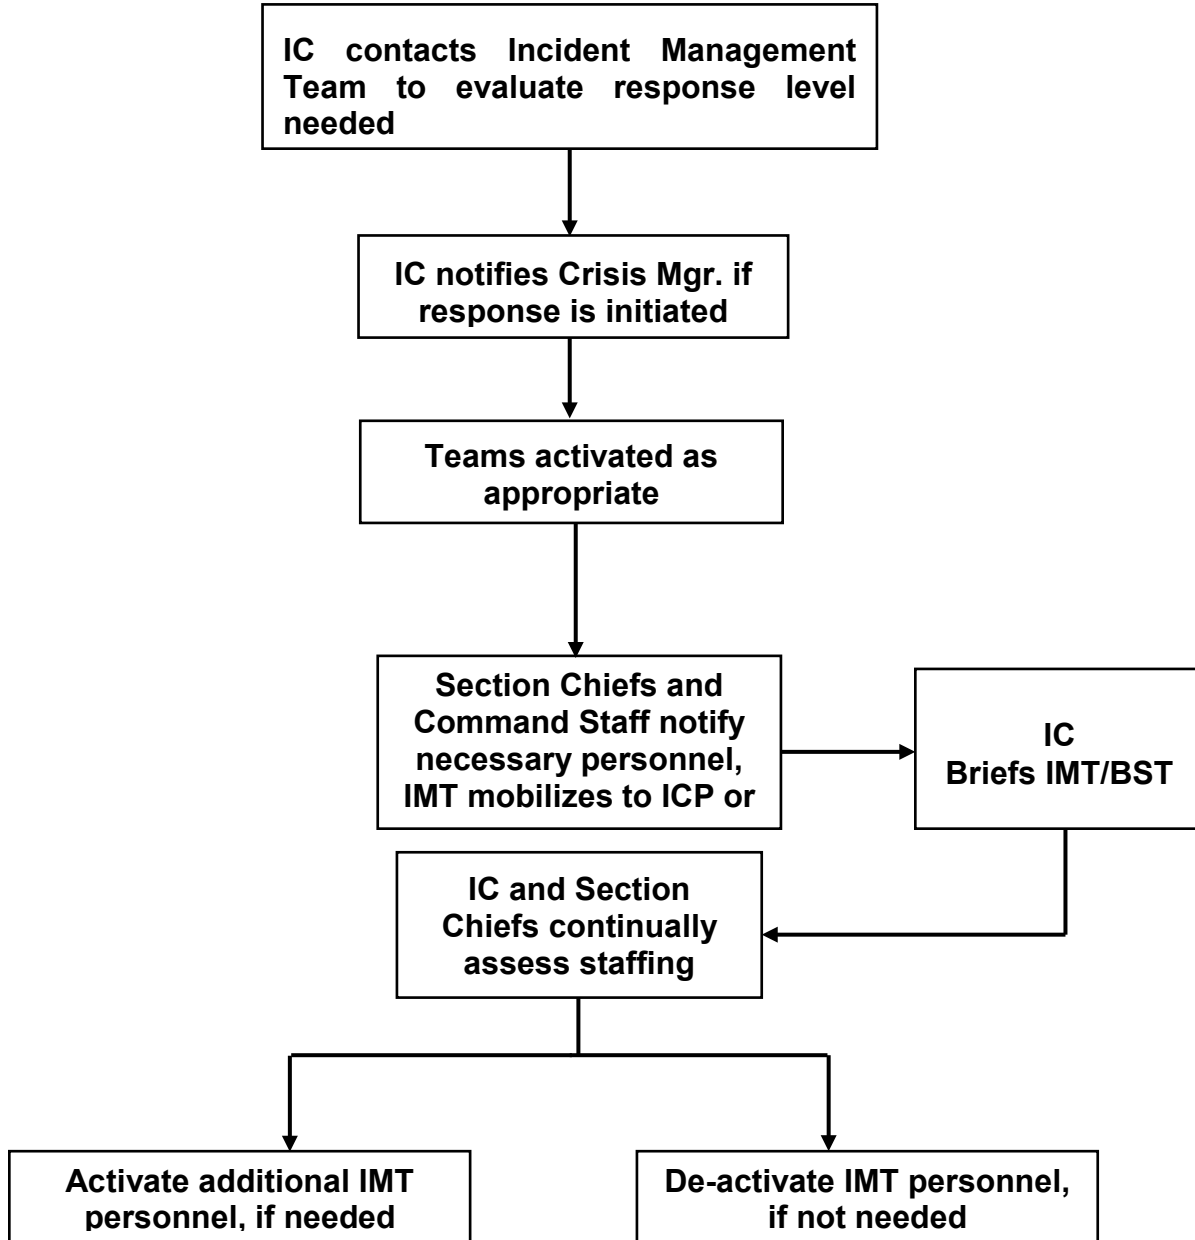 IC contacts Incident Management
Team to evaluate response level
needed
IC notifies Crisis Mgr. if
response is initiated
Teams activated as
appropriate
Section Chiefs and
Command Staff notify
necessary personnel,
IMT mobilizes to ICP or
IC
Briefs IMT/BST
IC and Section
Chiefs continually
assess staffing
Activate additional IMT
personnel, if needed
De-activate IMT personnel,
if not needed